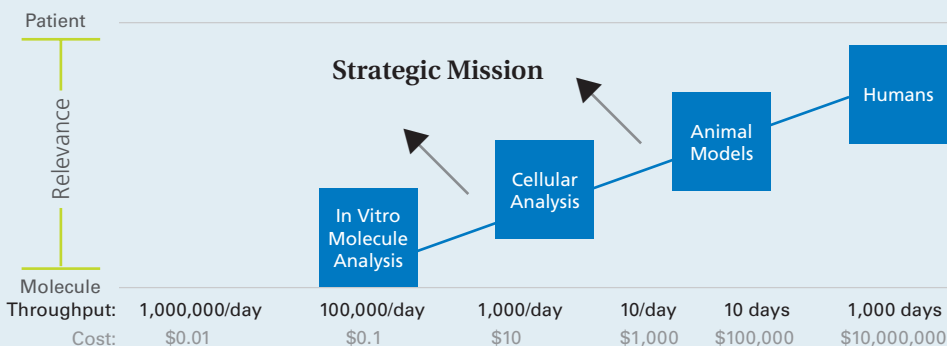 Patient
Strategic Mission
Relevance
Humans
Animal
Models
Cellular
Analysis
In Vitro
Molecule
Analysis
Molecule
Throughput: 1,000,000/day 100,000/day 1,000/day 10/day 10 days 1,000 days
Cost: $0.01 $0.1 $10 $1,000 $100,000 $10,000,000